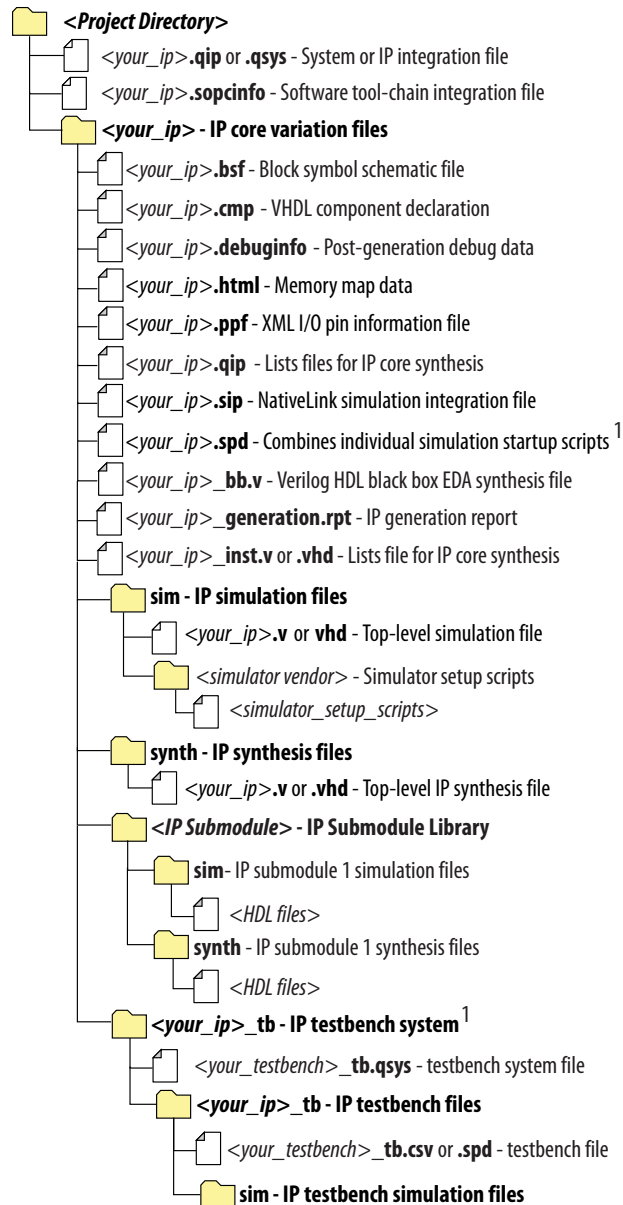 <Project Directory>
<your_ip>.qip or .qsys - System or IP integration file
<your_ip>.sopcinfo - Software tool-chain integration file
<your_ip> - IP core variation files
<your_ip>.bsf - Block symbol schematic file
<your_ip>.cmp - VHDL component declaration
<your_ip>.debuginfo - Post-generation debug data
<your_ip>.html - Memory map data
<your_ip>.ppf - XML I/O pin information file
<your_ip>.qip - Lists files for IP core synthesis
<your_ip>.sip - NativeLink simulation integration file
<your_ip>.spd - Combines individual simulation startup scripts 1
<your_ip>_bb.v - Verilog HDL black box EDA synthesis file
<your_ip>_generation.rpt - IP generation report
<your_ip>_inst.v or .vhd - Lists file for IP core synthesis
sim - IP simulation files
<your_ip>.v or vhd - Top-level simulation file
<simulator vendor> - Simulator setup scripts
<simulator_setup_scripts>
synth - IP synthesis files
<your_ip>.v or .vhd - Top-level IP synthesis file
<IP Submodule> - IP Submodule Library
sim- IP submodule 1 simulation files
<HDL files>
synth - IP submodule 1 synthesis files
<HDL files>
<your_ip>_tb - IP testbench system 1
<your_testbench>_tb.qsys - testbench system file
<your_ip>_tb - IP testbench files
<your_testbench>_tb.csv or .spd - testbench file
sim - IP testbench simulation files